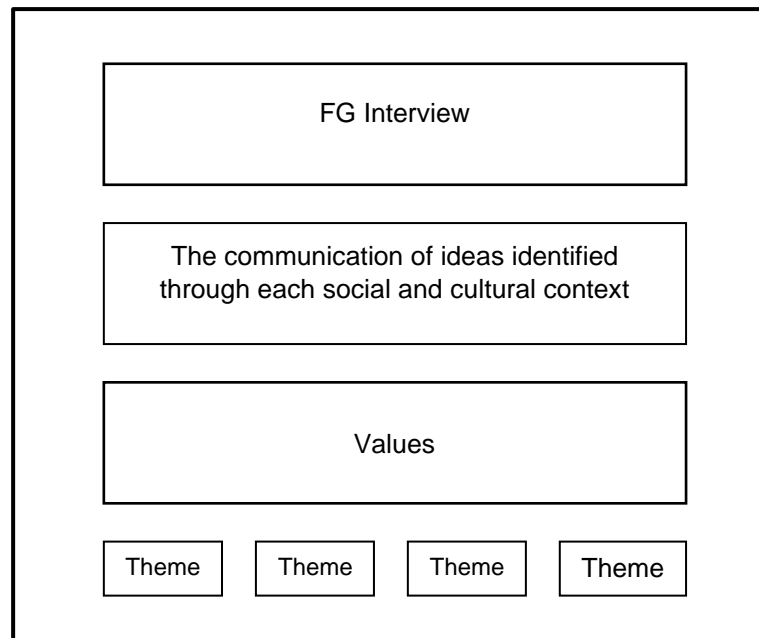 FG Interview
The communication of ideas identified
through each social and cultural context
Values
Theme Theme Theme Theme